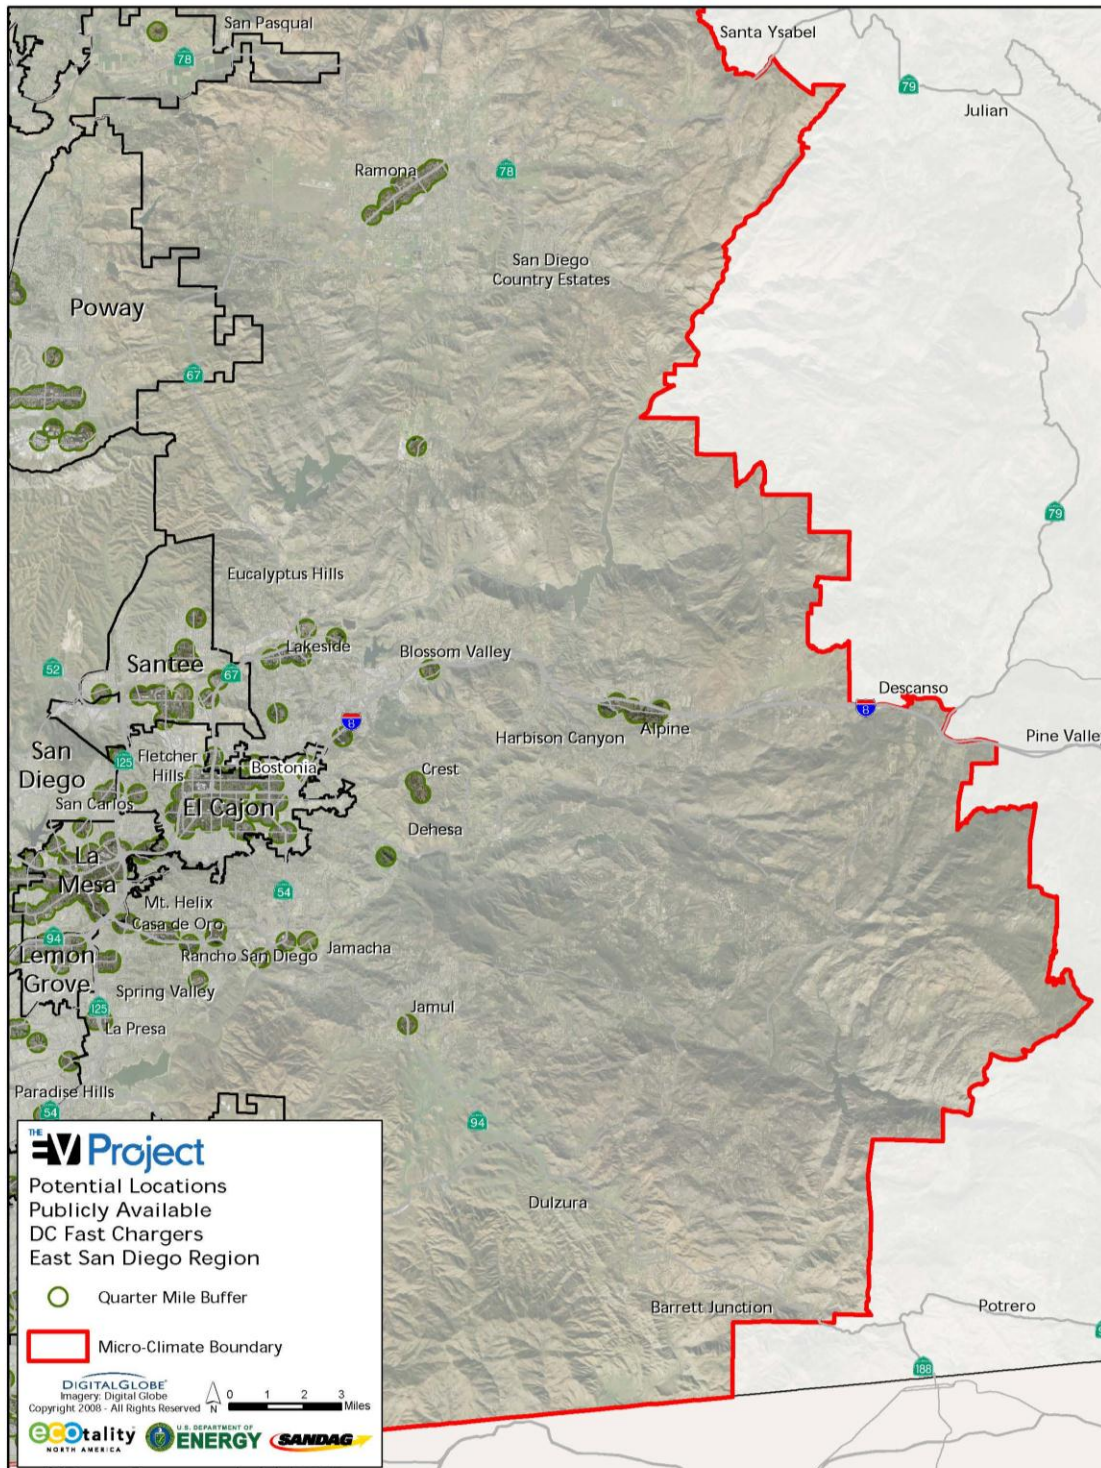 San Pasqual
Santa Ysabel
78
79
Julian
Ramona
78
San Diego
Country Estates
Poway
67
79
Eucalyptus Hills
Lakeside
Blossom Valley
Santee
52
67
Descanso
8
8
Harbison Canyon
Alpine
Pine Valley
San
Diego
125
Fletcher
Hills
Bostonia
Crest
San Carlos
El Cajon
Dehesa
La
Mesa
54
Mt. Helix
Casa de Oro
94
Rancho San Diego
Jamacha
Lemon
Grove
Spring Valley
125
La Presa
Jamul
Paradise Hills
54
94
Dulzura
Barrett Junction
Potrero
188
THE
EV Project
Potential Locations
Publicly Available
DC Fast Chargers
East San Diego Region
Quarter Mile Buffer
Micro-Climate Boundary
DIGITALGLOBE
Imagery: Digital Globe
Copyright 2008 - All Rights Reserved
N
0 1 2 3
Miles
ecotality
NORTH AMERICA
U.S. DEPARTMENT OF
ENERGY
SANDAG